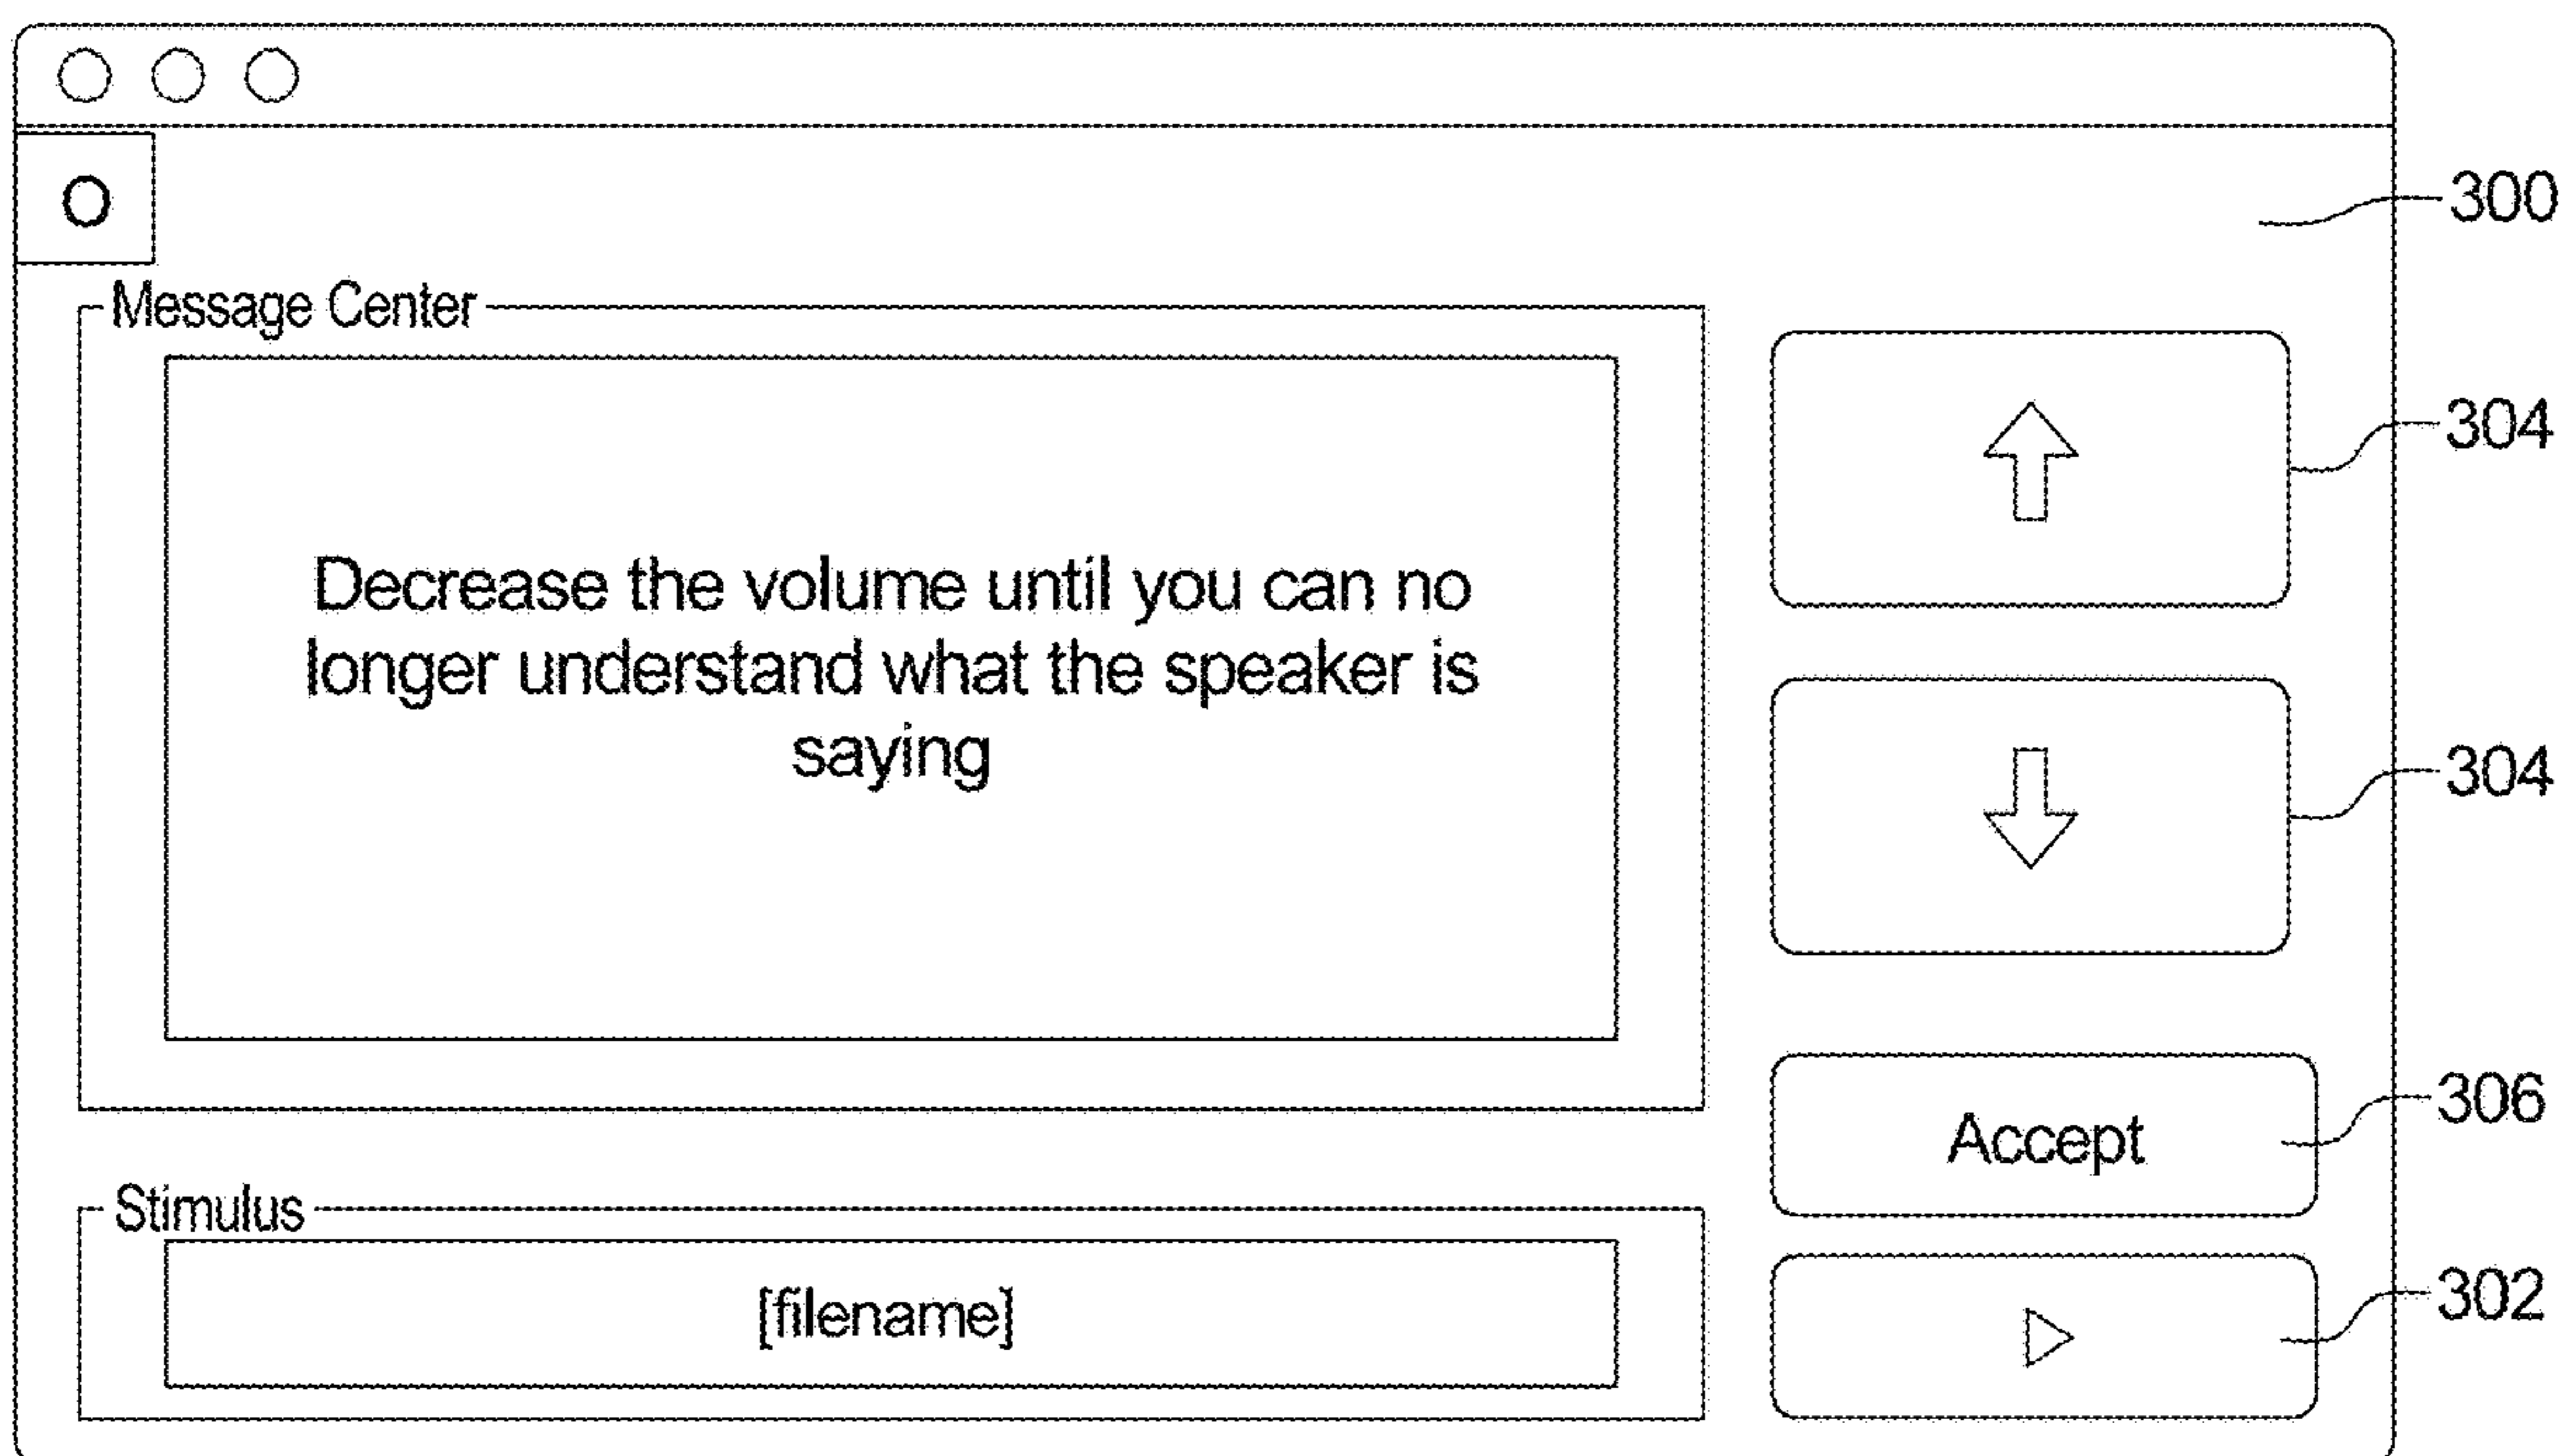 300
Message Center
Decrease the volume until you can no
longer understand what the speaker is
saying
304
304
Accept
306
Stimulus
[filename]
302